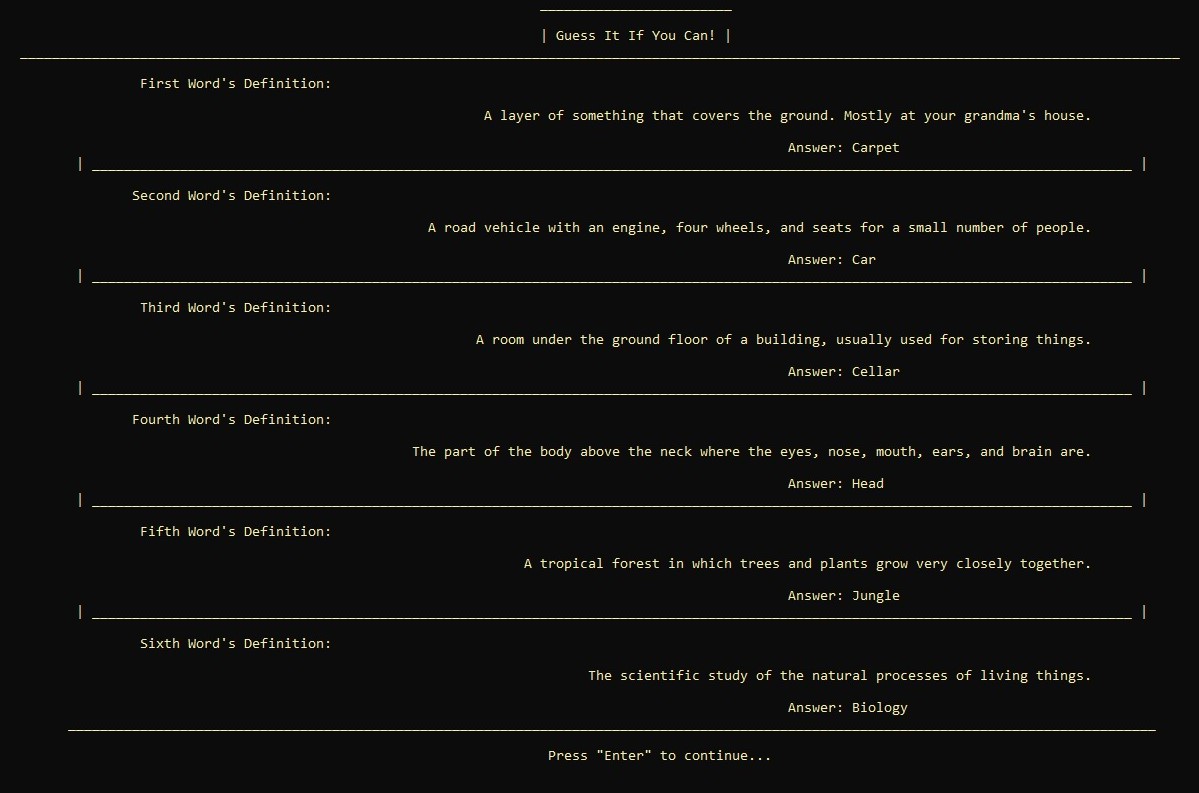 | Guess It If You Can! |
First Word's Definition:
A layer of something that covers the ground. Mostly at your grandma's house.
Answer: Carpet
Second Word's Definition:
A road vehicle with an engine, four wheels, and seats for a small number of people.
Answer: Car
Third Word's Definition:
A room under the ground floor of a building, usually used for storing things.
Answer: Cellar
Fourth Word's Definition:
The part of the body above the neck where the eyes, nose, mouth, ears, and brain are.
Answer: Head
Fifth Word's Definition:
A tropical forest in which trees and plants grow very closely together.
Answer: Jungle
Sixth Word's Definition:
The scientific study of the natural processes of living things.
Answer: Biology
Press "Enter" to continue...